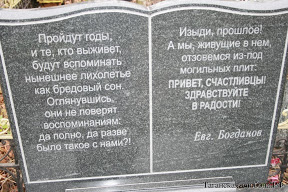 Пройдут годы,
и те, кто выживет,
будут вспоминать
нынешнее лихолетье
как бредовый сон.
Оглянувшись,
они не поверят
воспоминаниям:
да полно, да разве
было такое с нами?!
Изыди, прошлое!
А мы, живущие в нем,
отзовемся из-под
могильных плит:
ПРИВЕТ, СЧАСТЛИВЦЫ!
ЗДРАВСТВУЙТЕ
В РАДОСТИ!
Евг. Богданов